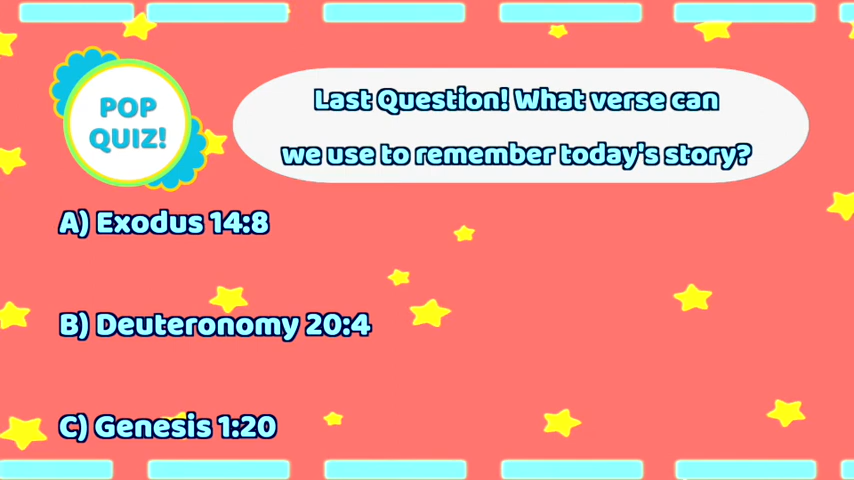 POP
QUIZ!
Last Question! What verse can
we use to remember today's story?
A) Exodus 14:8
B) Deuteronomy 20:4
C) Genesis 1:20